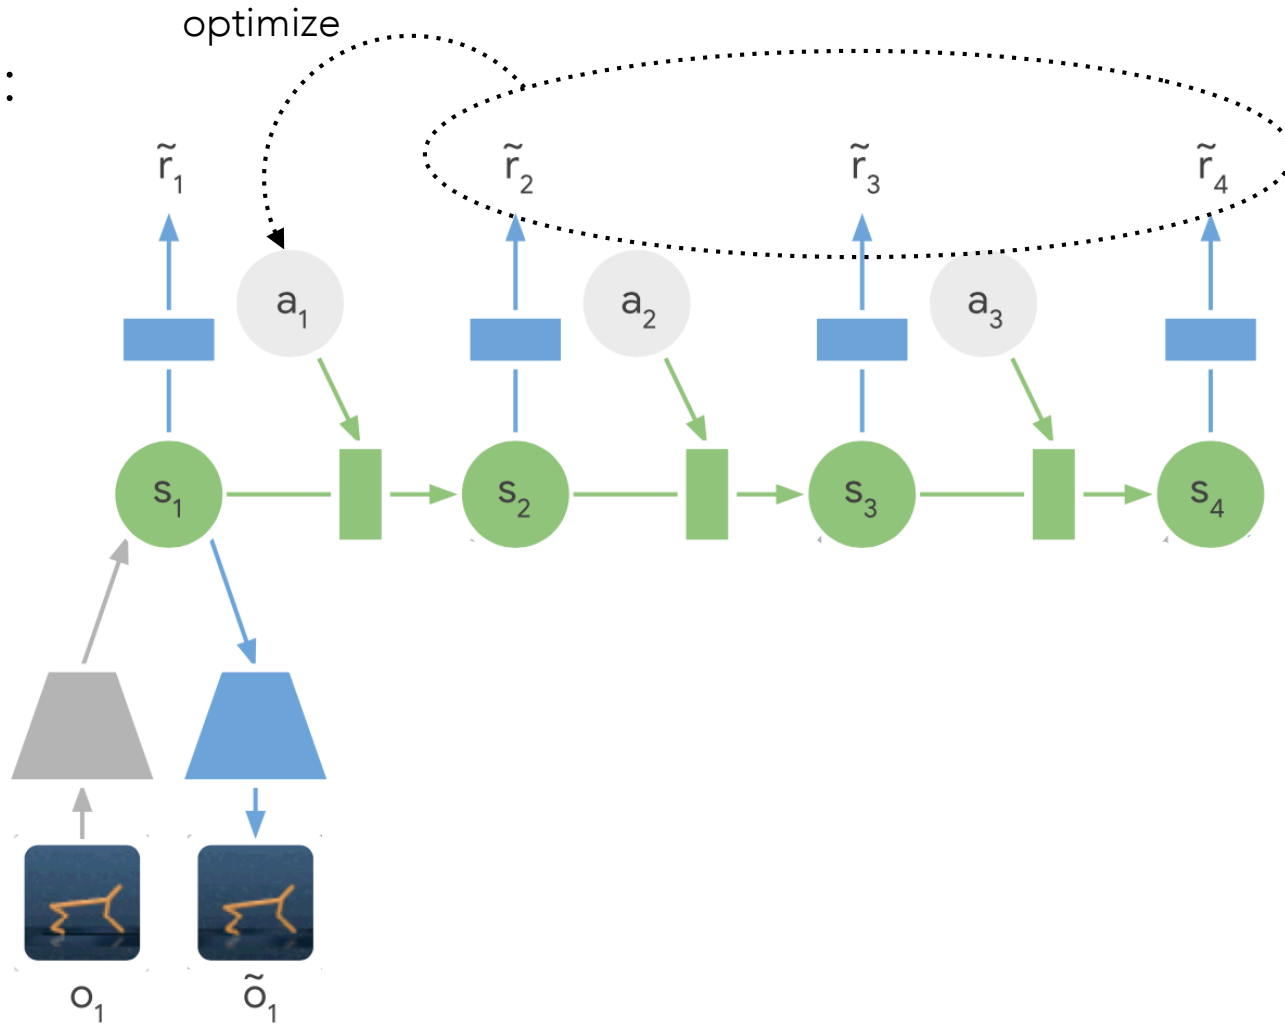 optimize
:
r̃₁ r̃₂ r̃₃ r̃₄
a₁ a₂ a₃
s₁ s₂ s₃ s₄
o₁ õ₁